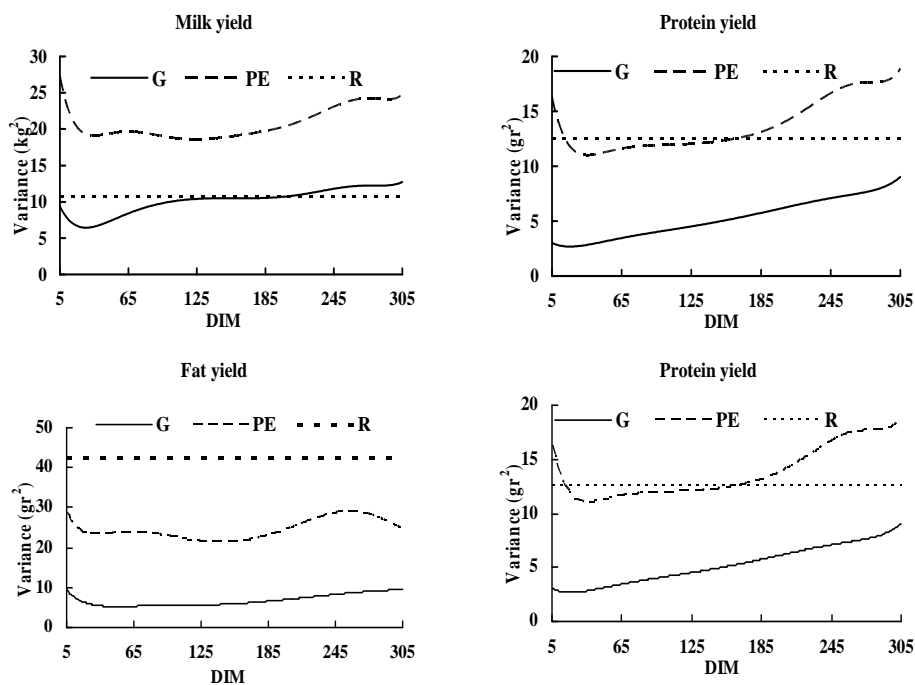 Milk yield
30
25
20
15
10
5
0
Variance (kg²)
G PE R
5 65 125 185 245 305
DIM
Protein yield
20
15
10
5
0
Variance (gr²)
G PE R
5 65 125 185 245 305
DIM
Fat yield
50
40
30
20
10
0
Variance (gr²)
G PE R
5 65 125 185 245 305
DIM
Protein yield
20
15
10
5
0
Variance (gr²)
G PE R
5 65 125 185 245 305
DIM